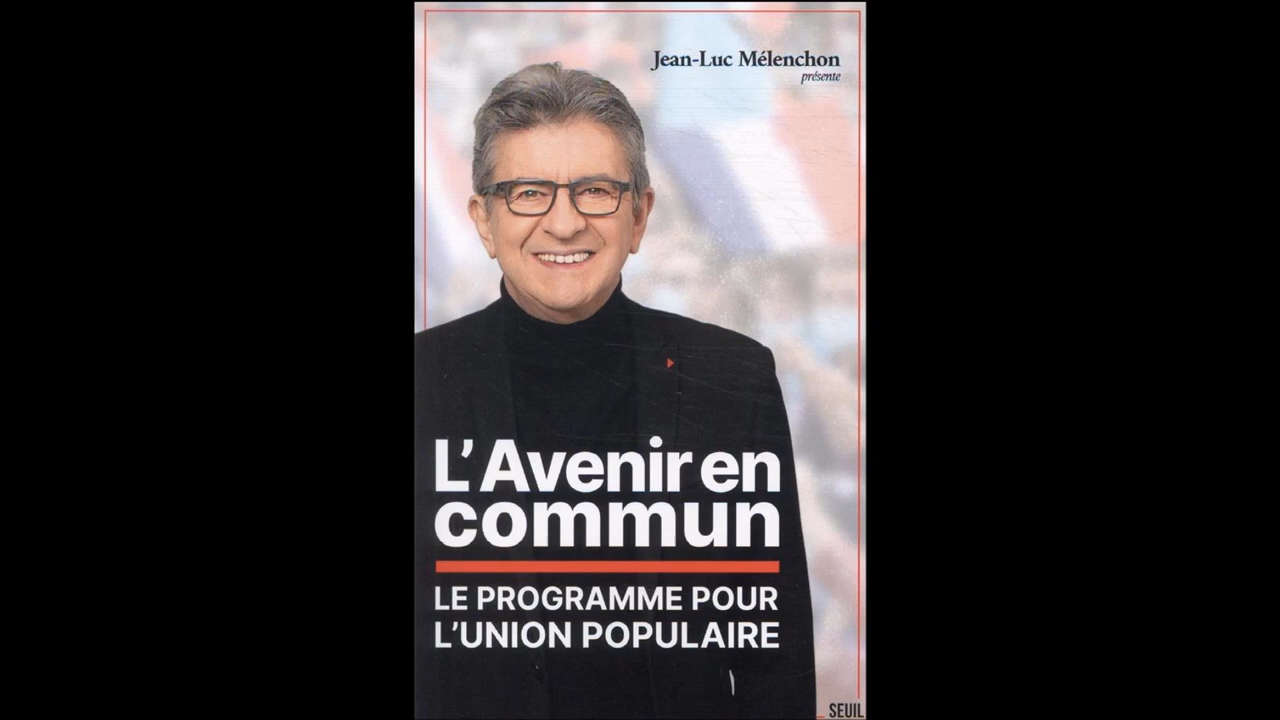 Jean-Luc Mélenchon
présente
L'Avenir en
commun
LE PROGRAMME POUR
L'UNION POPULAIRE
SEUIL